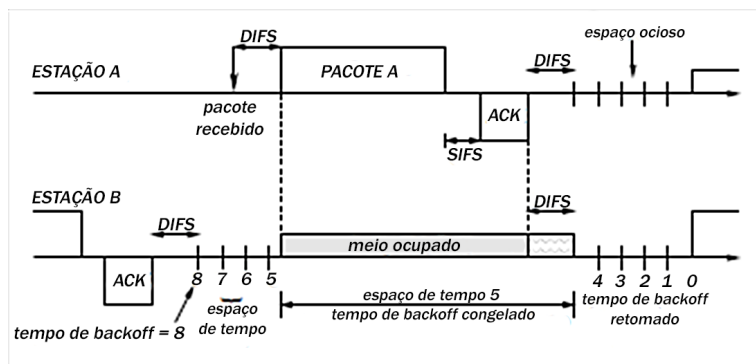 espaço ocioso
DIFS
DIFS
ESTAÇÃO A
PACOTE A
pacote
recebido
ACK
SIFS
ESTAÇÃO B
DIFS
DIFS
meio ocupado
ACK
8 7 6 5
4 3 2 1 0
espaço
de tempo
espaço de tempo 5
tempo de backoff congelado
tempo de backoff
retomado
tempo de backoff = 8